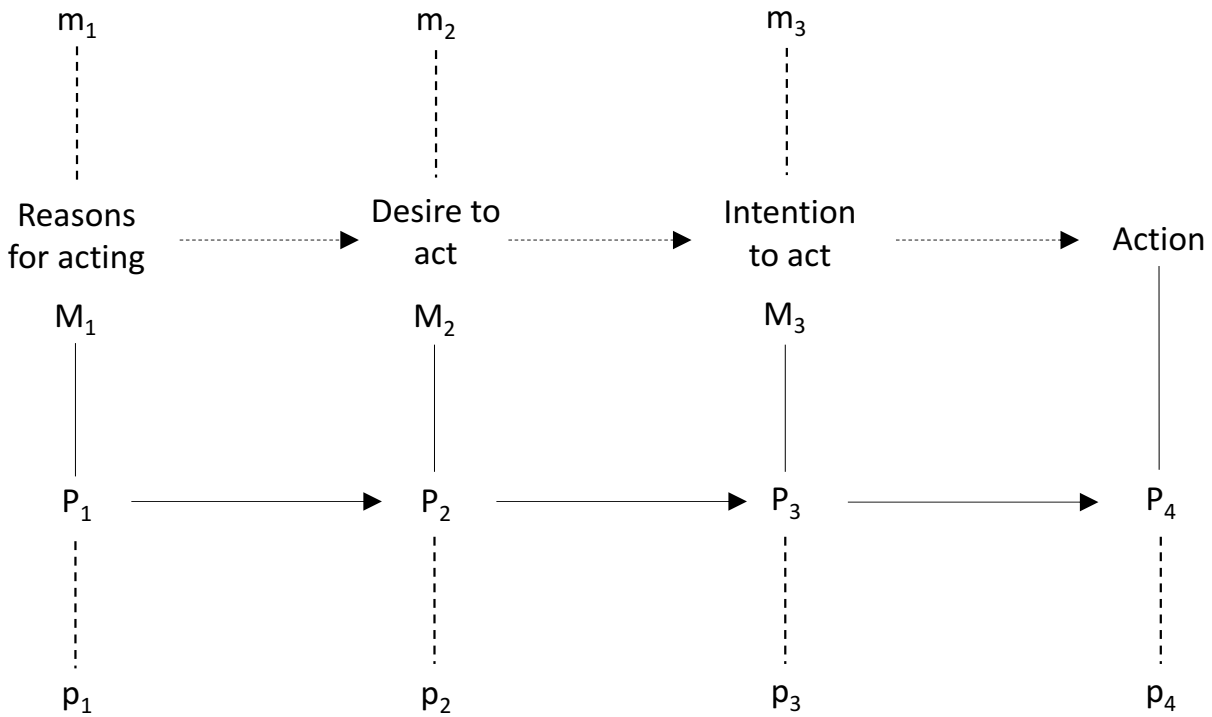 m₁
m₂
m₃
Reasons
for acting
Desire to
act
Intention
to act
Action
M₁
M₂
M₃
P₁
P₂
P₃
P₄
p₁
p₂
p₃
p₄